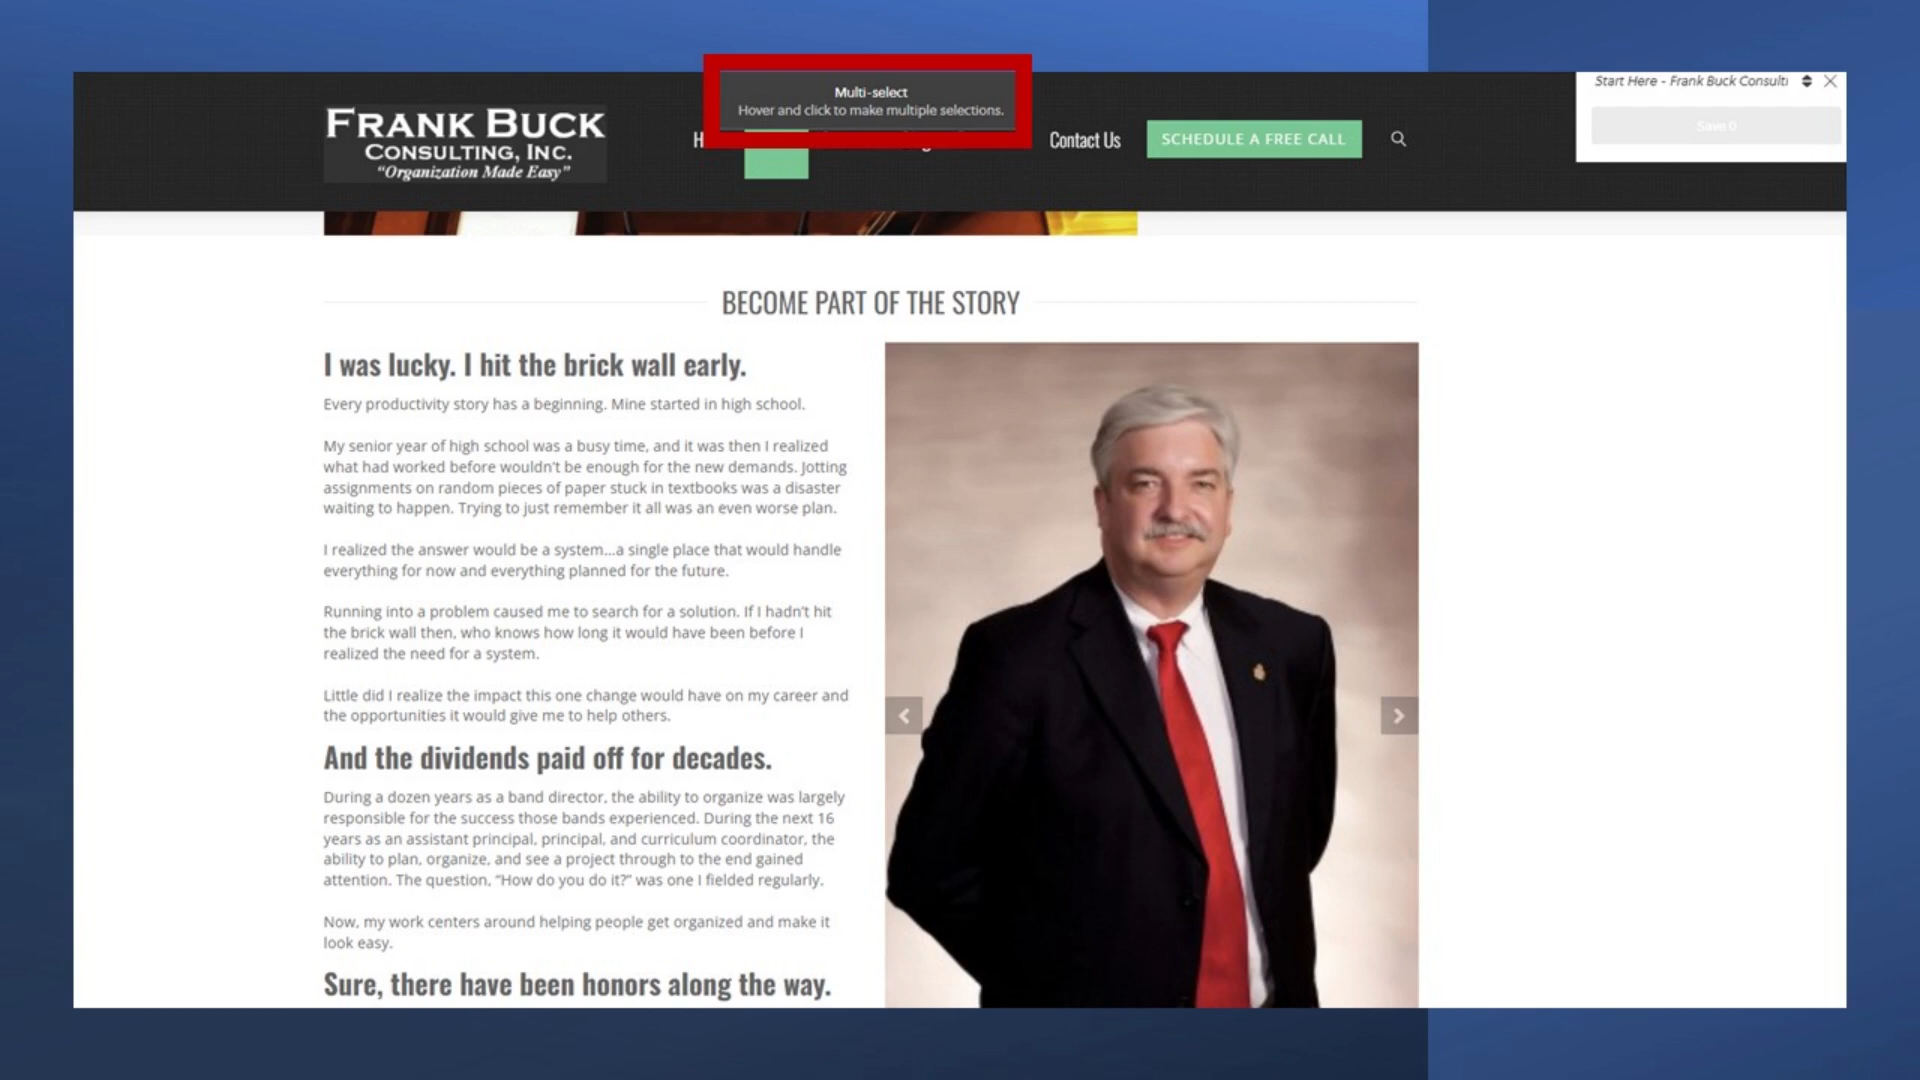 Multi-select
Hover and click to make multiple selections.
Start Here - Frank Buck Consulti
Save 0
FRANK BUCK
CONSULTING, INC.
"Organization Made Easy"
H
Contact Us
SCHEDULE A FREE CALL
BECOME PART OF THE STORY
I was lucky. I hit the brick wall early.
Every productivity story has a beginning. Mine started in high school.
My senior year of high school was a busy time, and it was then I realized
what had worked before wouldn't be enough for the new demands. Jotting
assignments on random pieces of paper stuck in textbooks was a disaster
waiting to happen. Trying to just remember it all was an even worse plan.
I realized the answer would be a system...a single place that would handle
everything for now and everything planned for the future.
Running into a problem caused me to search for a solution. If I hadn't hit
the brick wall then, who knows how long it would have been before I
realized the need for a system.
Little did I realize the impact this one change would have on my career and
the opportunities it would give me to help others.
And the dividends paid off for decades.
During a dozen years as a band director, the ability to organize was largely
responsible for the success those bands experienced. During the next 16
years as an assistant principal, principal, and curriculum coordinator, the
ability to plan, organize, and see a project through to the end gained
attention. The question, "How do you do it?" was one I fielded regularly.
Now, my work centers around helping people get organized and make it
look easy.
Sure, there have been honors along the way.